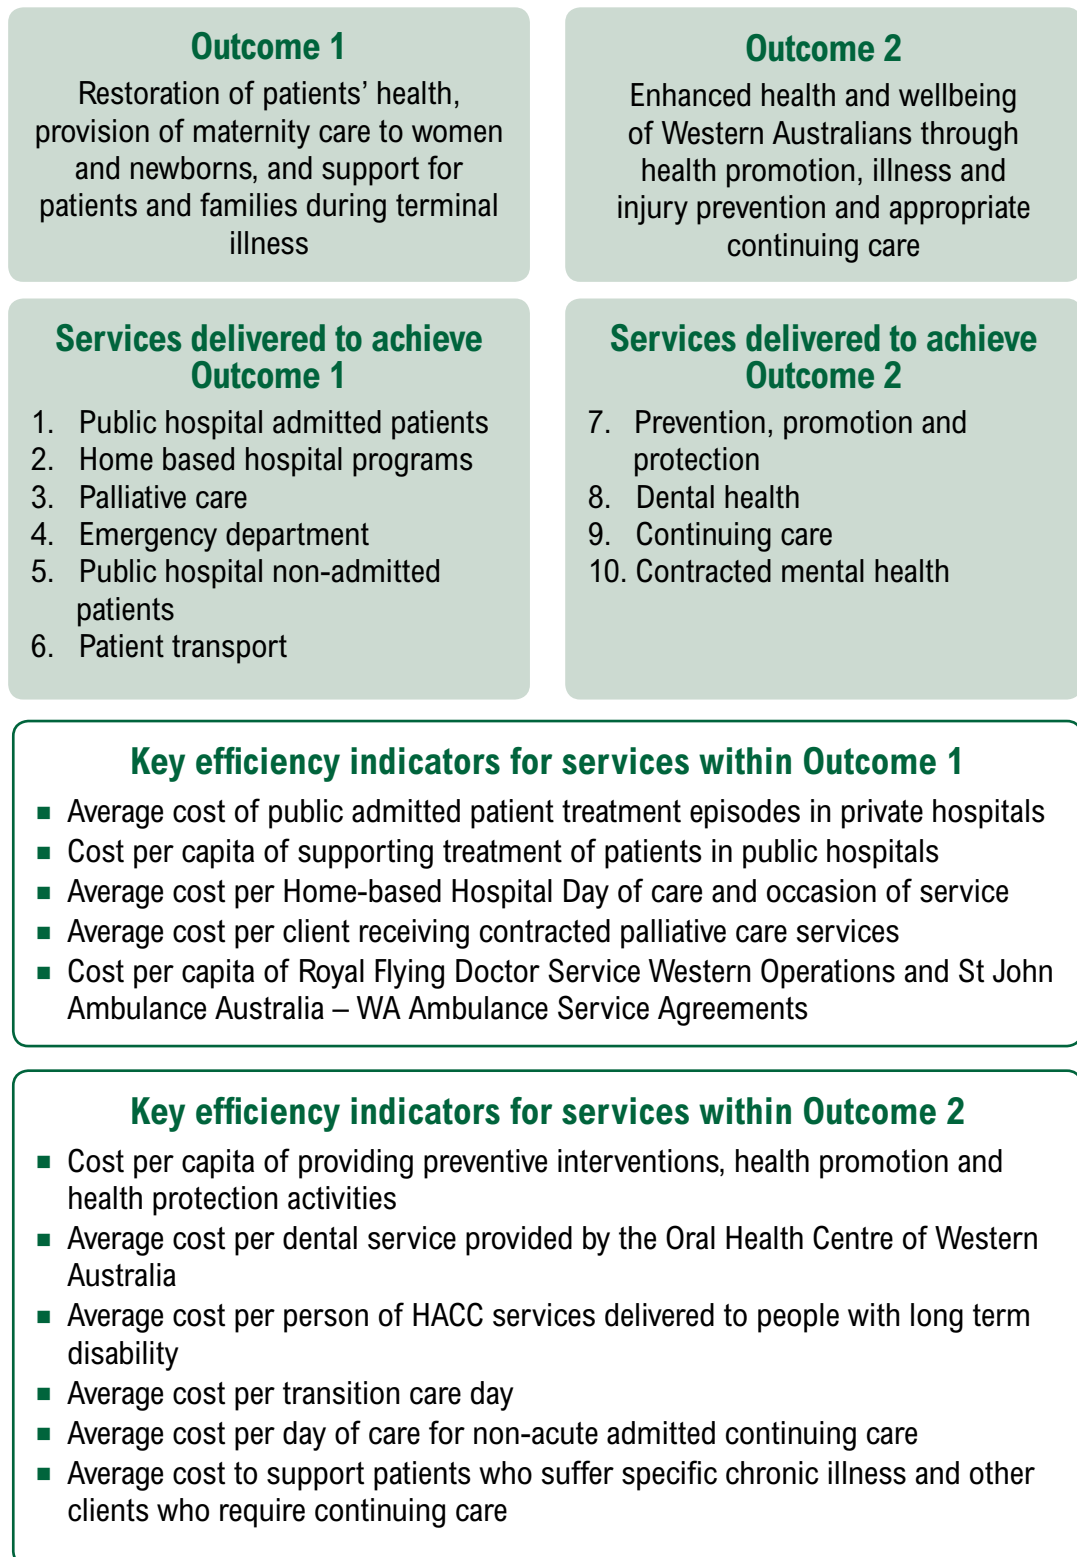 Outcome 1
Restoration of patients’ health,
provision of maternity care to women
and newborns, and support for
patients and families during terminal
illness
Outcome 2
Enhanced health and wellbeing
of Western Australians through
health promotion, illness and
injury prevention and appropriate
continuing care
Services delivered to achieve
Outcome 1
1. Public hospital admitted patients
2. Home based hospital programs
3. Palliative care
4. Emergency department
5. Public hospital non-admitted
patients
6. Patient transport
Services delivered to achieve
Outcome 2
7. Prevention, promotion and
protection
8. Dental health
9. Continuing care
10. Contracted mental health
Key efficiency indicators for services within Outcome 1
■ Average cost of public admitted patient treatment episodes in private hospitals
■ Cost per capita of supporting treatment of patients in public hospitals
■ Average cost per Home-based Hospital Day of care and occasion of service
■ Average cost per client receiving contracted palliative care services
■ Cost per capita of Royal Flying Doctor Service Western Operations and St John
Ambulance Australia – WA Ambulance Service Agreements
Key efficiency indicators for services within Outcome 2
■ Cost per capita of providing preventive interventions, health promotion and
health protection activities
■ Average cost per dental service provided by the Oral Health Centre of Western
Australia
■ Average cost per person of HACC services delivered to people with long term
disability
■ Average cost per transition care day
■ Average cost per day of care for non-acute admitted continuing care
■ Average cost to support patients who suffer specific chronic illness and other
clients who require continuing care